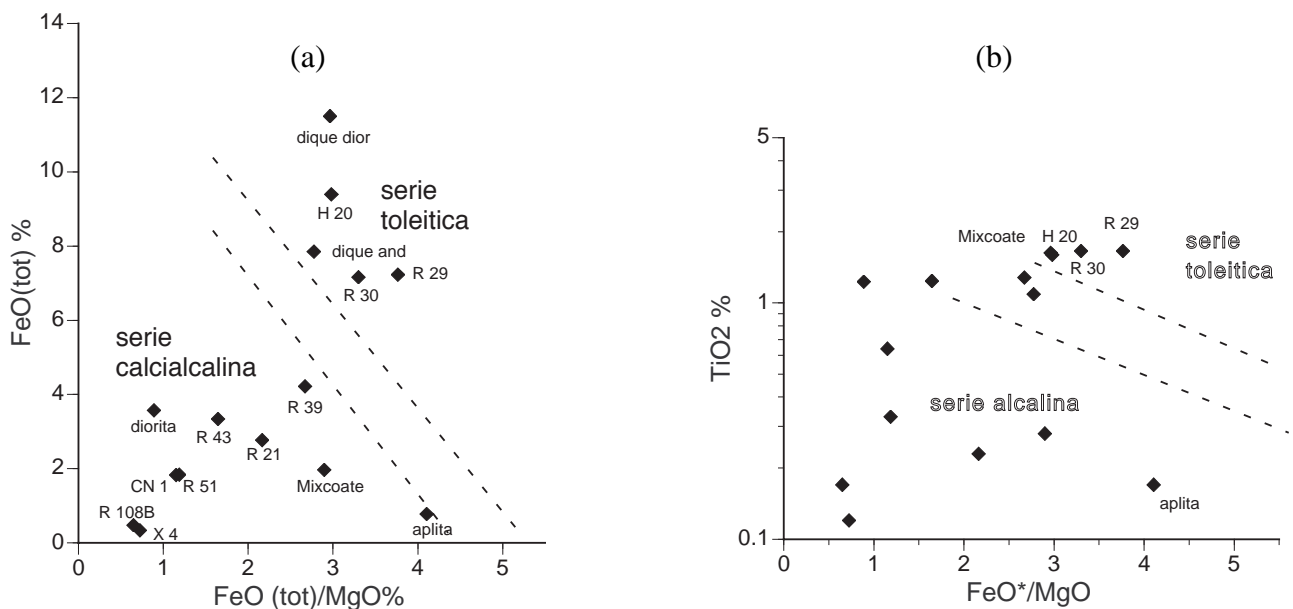 (a)
14
12
10
8
6
4
2
0
FeO(tot) %
dique dior
H 20
serie
toleitica
dique and
R 29
R 30
serie
calcialcalina
R 39
diorita
R 43
R 21
Mixcoate
CN 1
R 51
R 108B
X 4
aplita
0 1 2 3 4 5
FeO (tot)/MgO%
(b)
5
1
0.1
TiO2 %
Mixcoate
H 20
R 29
R 30
serie
toleitica
serie alcalina
aplita
0 1 2 3 4 5
FeO*/MgO